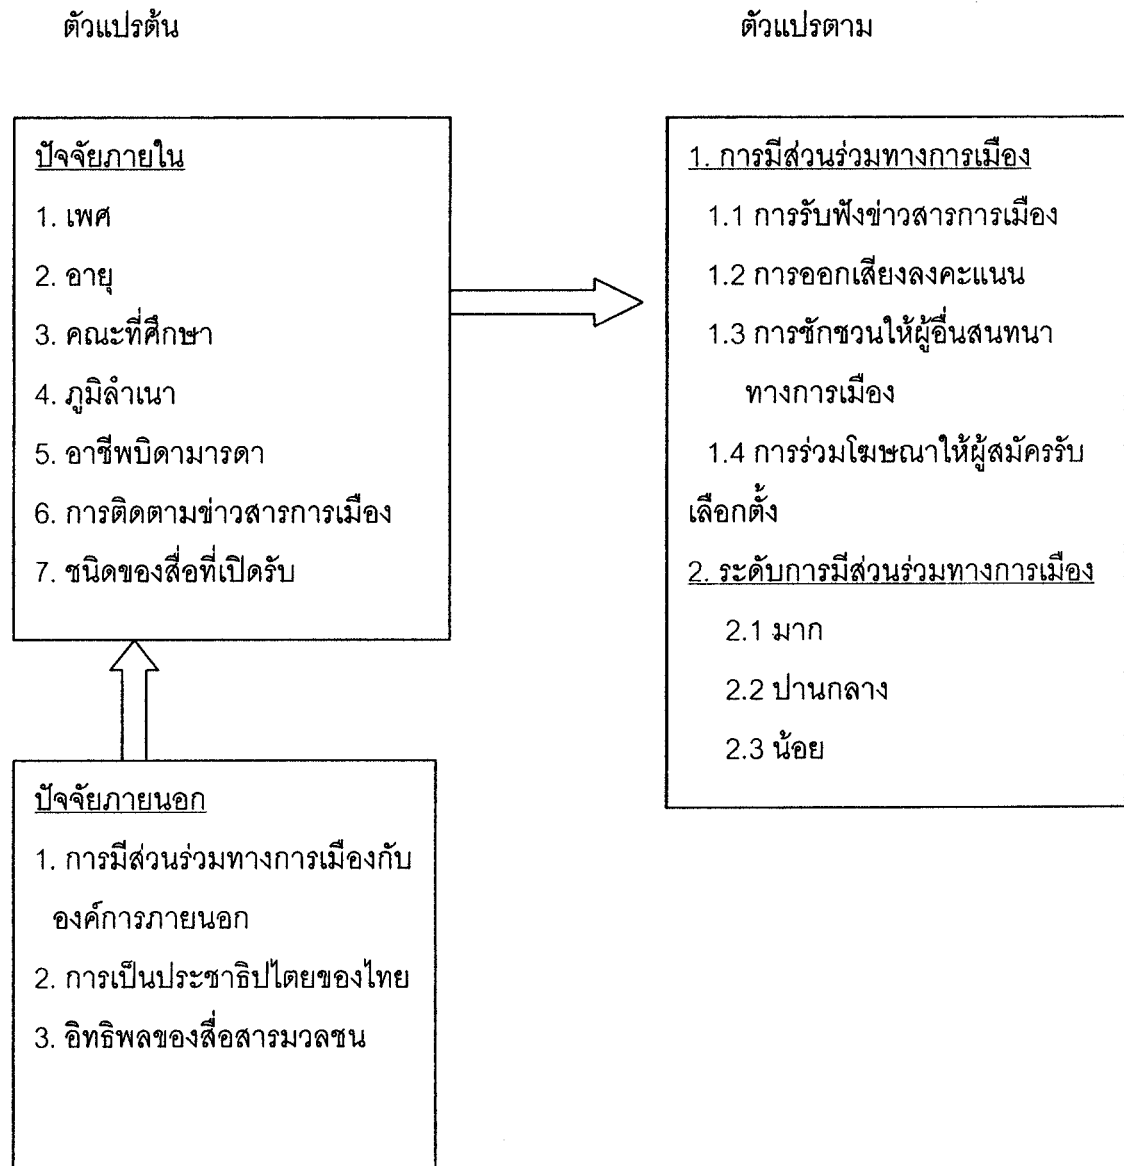 ตัวแปรต้น
ตัวแปรตาม
ปัจจัยภายใน
1. เพศ
2. อายุ
3. คณะที่ศึกษา
4. ภูมิลำเนา
5. อาชีพบิดามารดา
6. การติดตามข่าวสารการเมือง
7. ชนิดของสื่อที่เปิดรับ
ปัจจัยภายนอก
1. การมีส่วนร่วมทางการเมืองกับ
องค์การภายนอก
2. การเป็นประชาธิปไตยของไทย
3. อิทธิพลของสื่อสารมวลชน
1. การมีส่วนร่วมทางการเมือง
1.1 การรับฟังข่าวสารการเมือง
1.2 การออกเสียงลงคะแนน
1.3 การชักชวนให้ผู้อื่นสนทนา
ทางการเมือง
1.4 การร่วมโฆษณาให้ผู้สมัครรับ
เลือกตั้ง
2. ระดับการมีส่วนร่วมทางการเมือง
2.1 มาก
2.2 ปานกลาง
2.3 น้อย